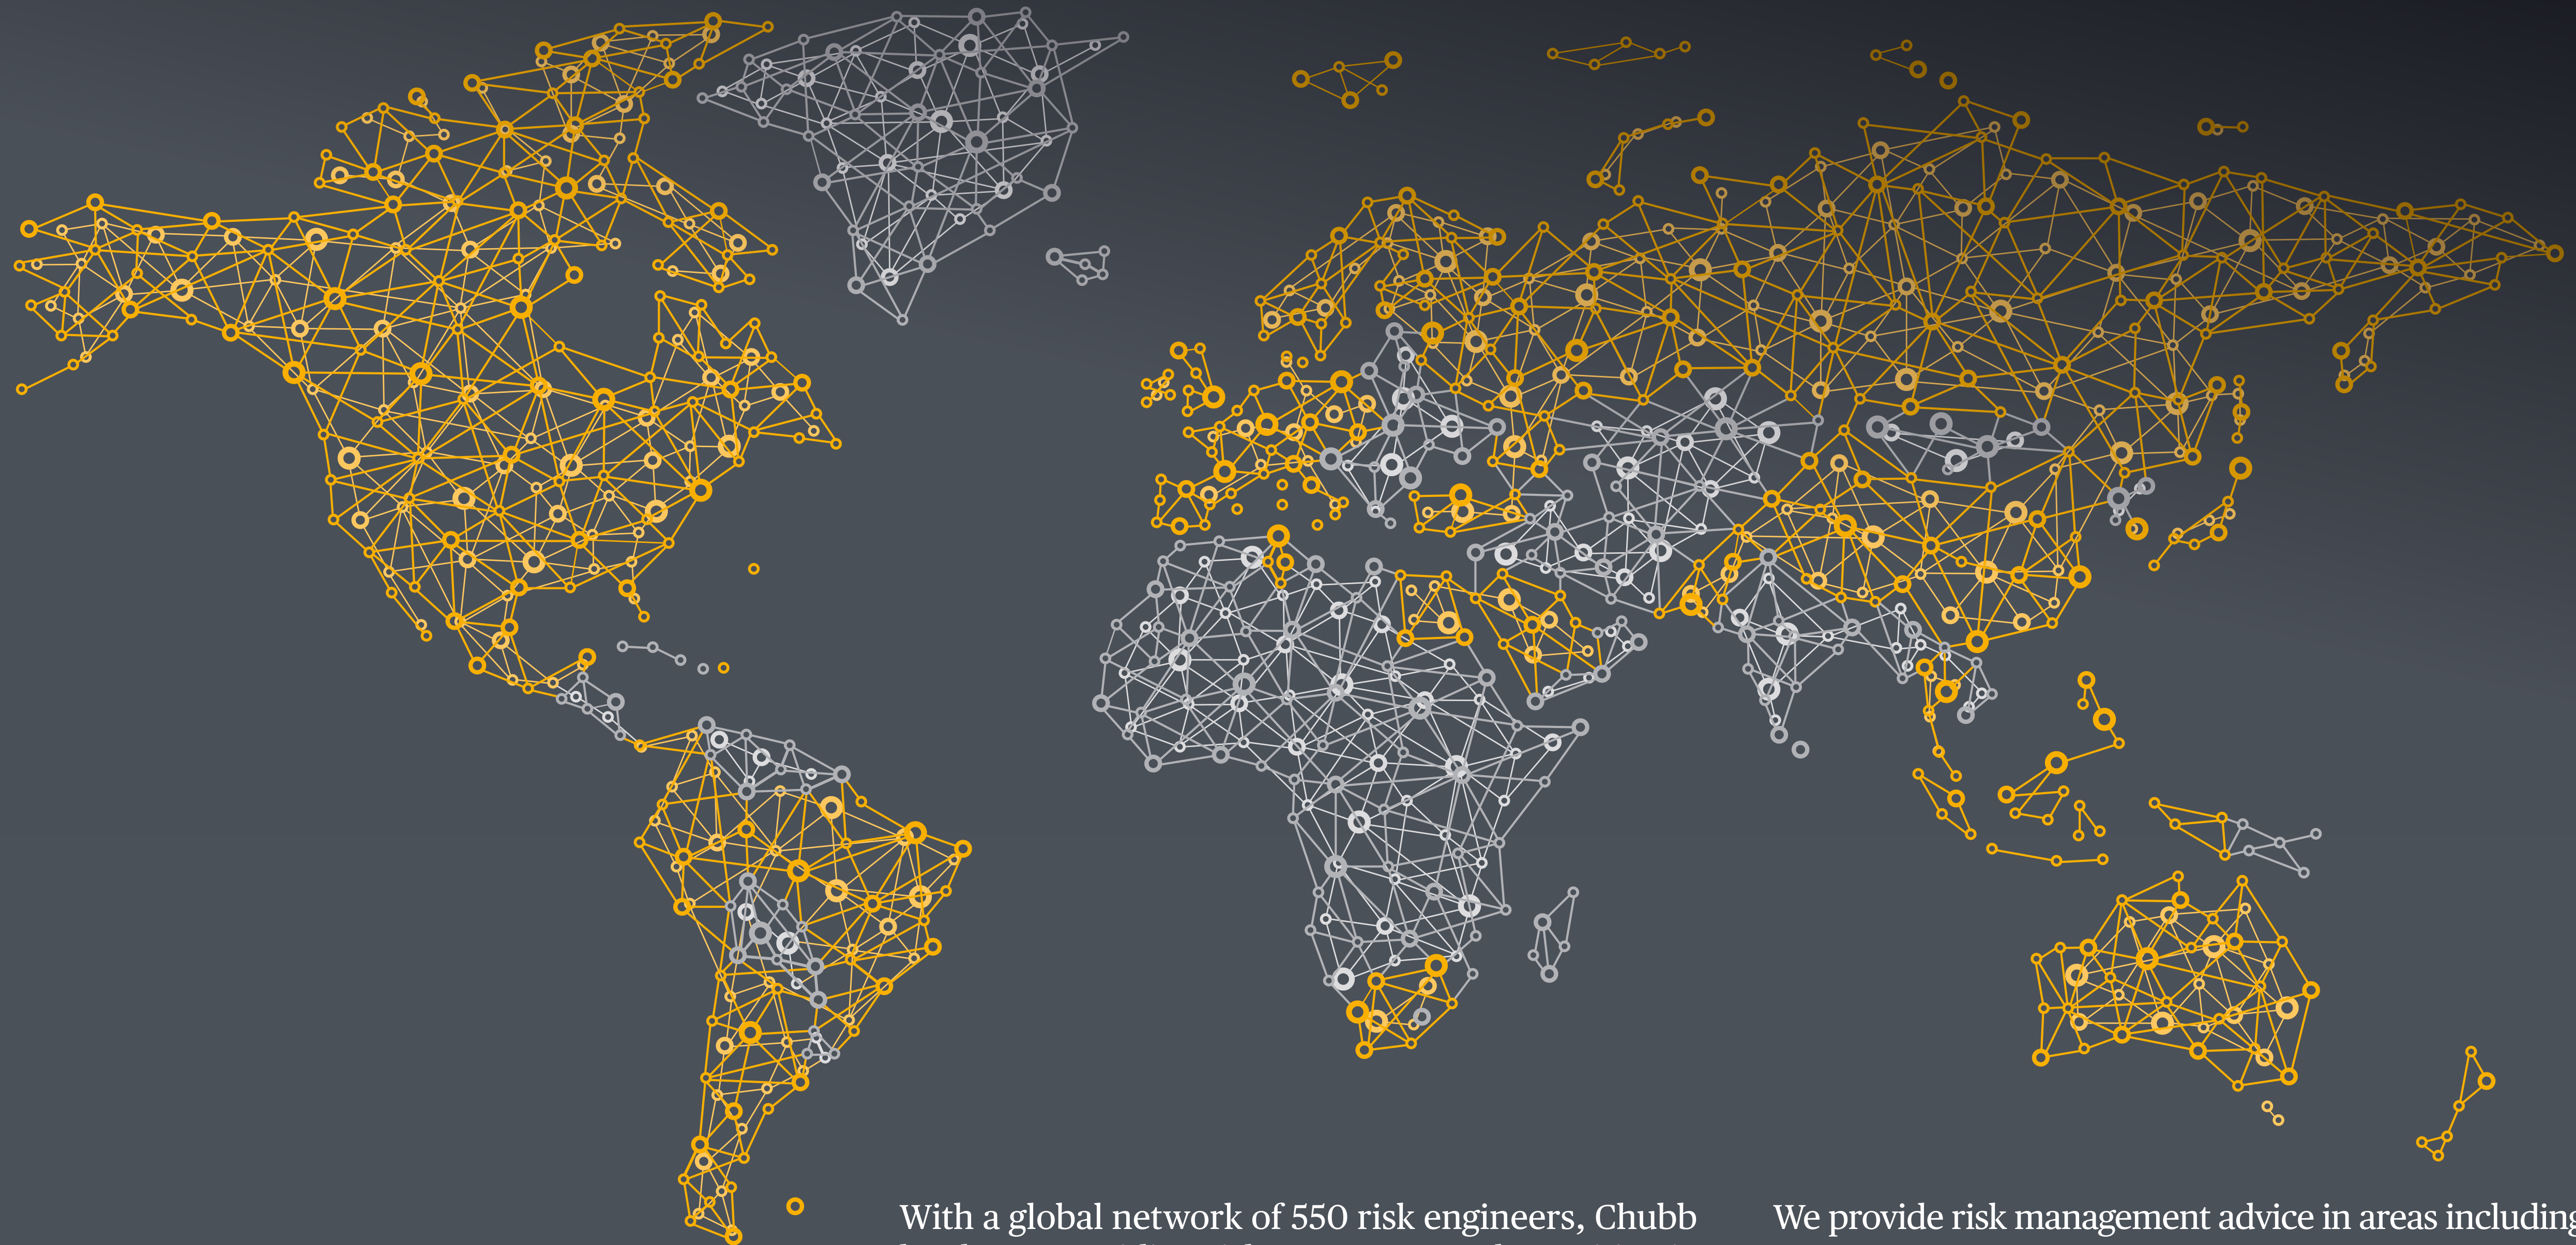 With a global network of 550 risk engineers, Chubb
We provide risk management advice in areas including